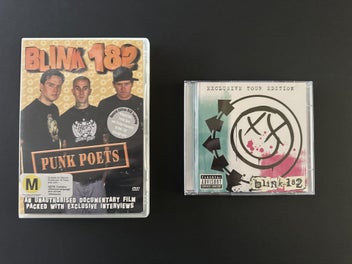 BLINK 182
PUNK POETS
M
DVD
AN UNAUTHORISED DOCUMENTARY FILM
PACKED WITH EXCLUSIVE INTERVIEWS
EXCLUSIVE TOUR EDITION
PARENTAL
ADVISORY
EXPLICIT CONTENT
blink-182